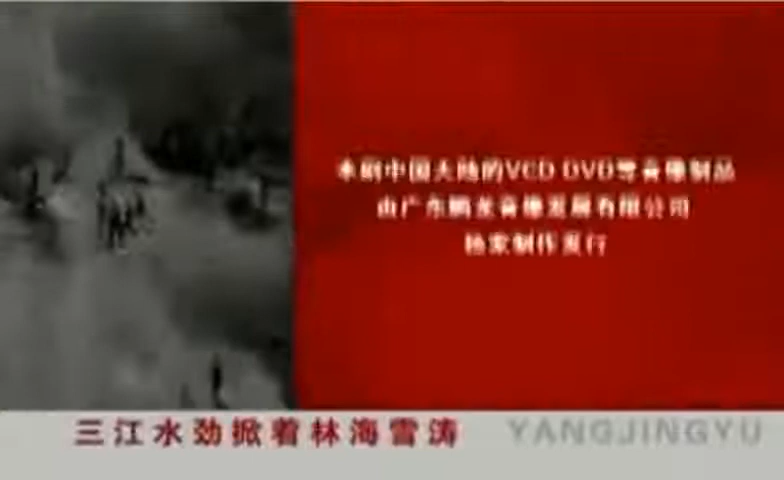 本剧中国大陆的VCD DVD等音像制品
由广东鹏龙音像发展有限公司
独家制作发行
三江水劲掀着林海雪涛
YANGJINGYU